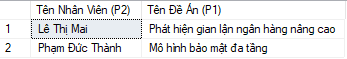 Tên Nhân Viên (P2) Tên Đề Án (P1)
1 Lê Thị Mai Phát hiện gian lận ngân hàng nâng cao
2 Phạm Đức Thành Mô hình bảo mật đa tầng